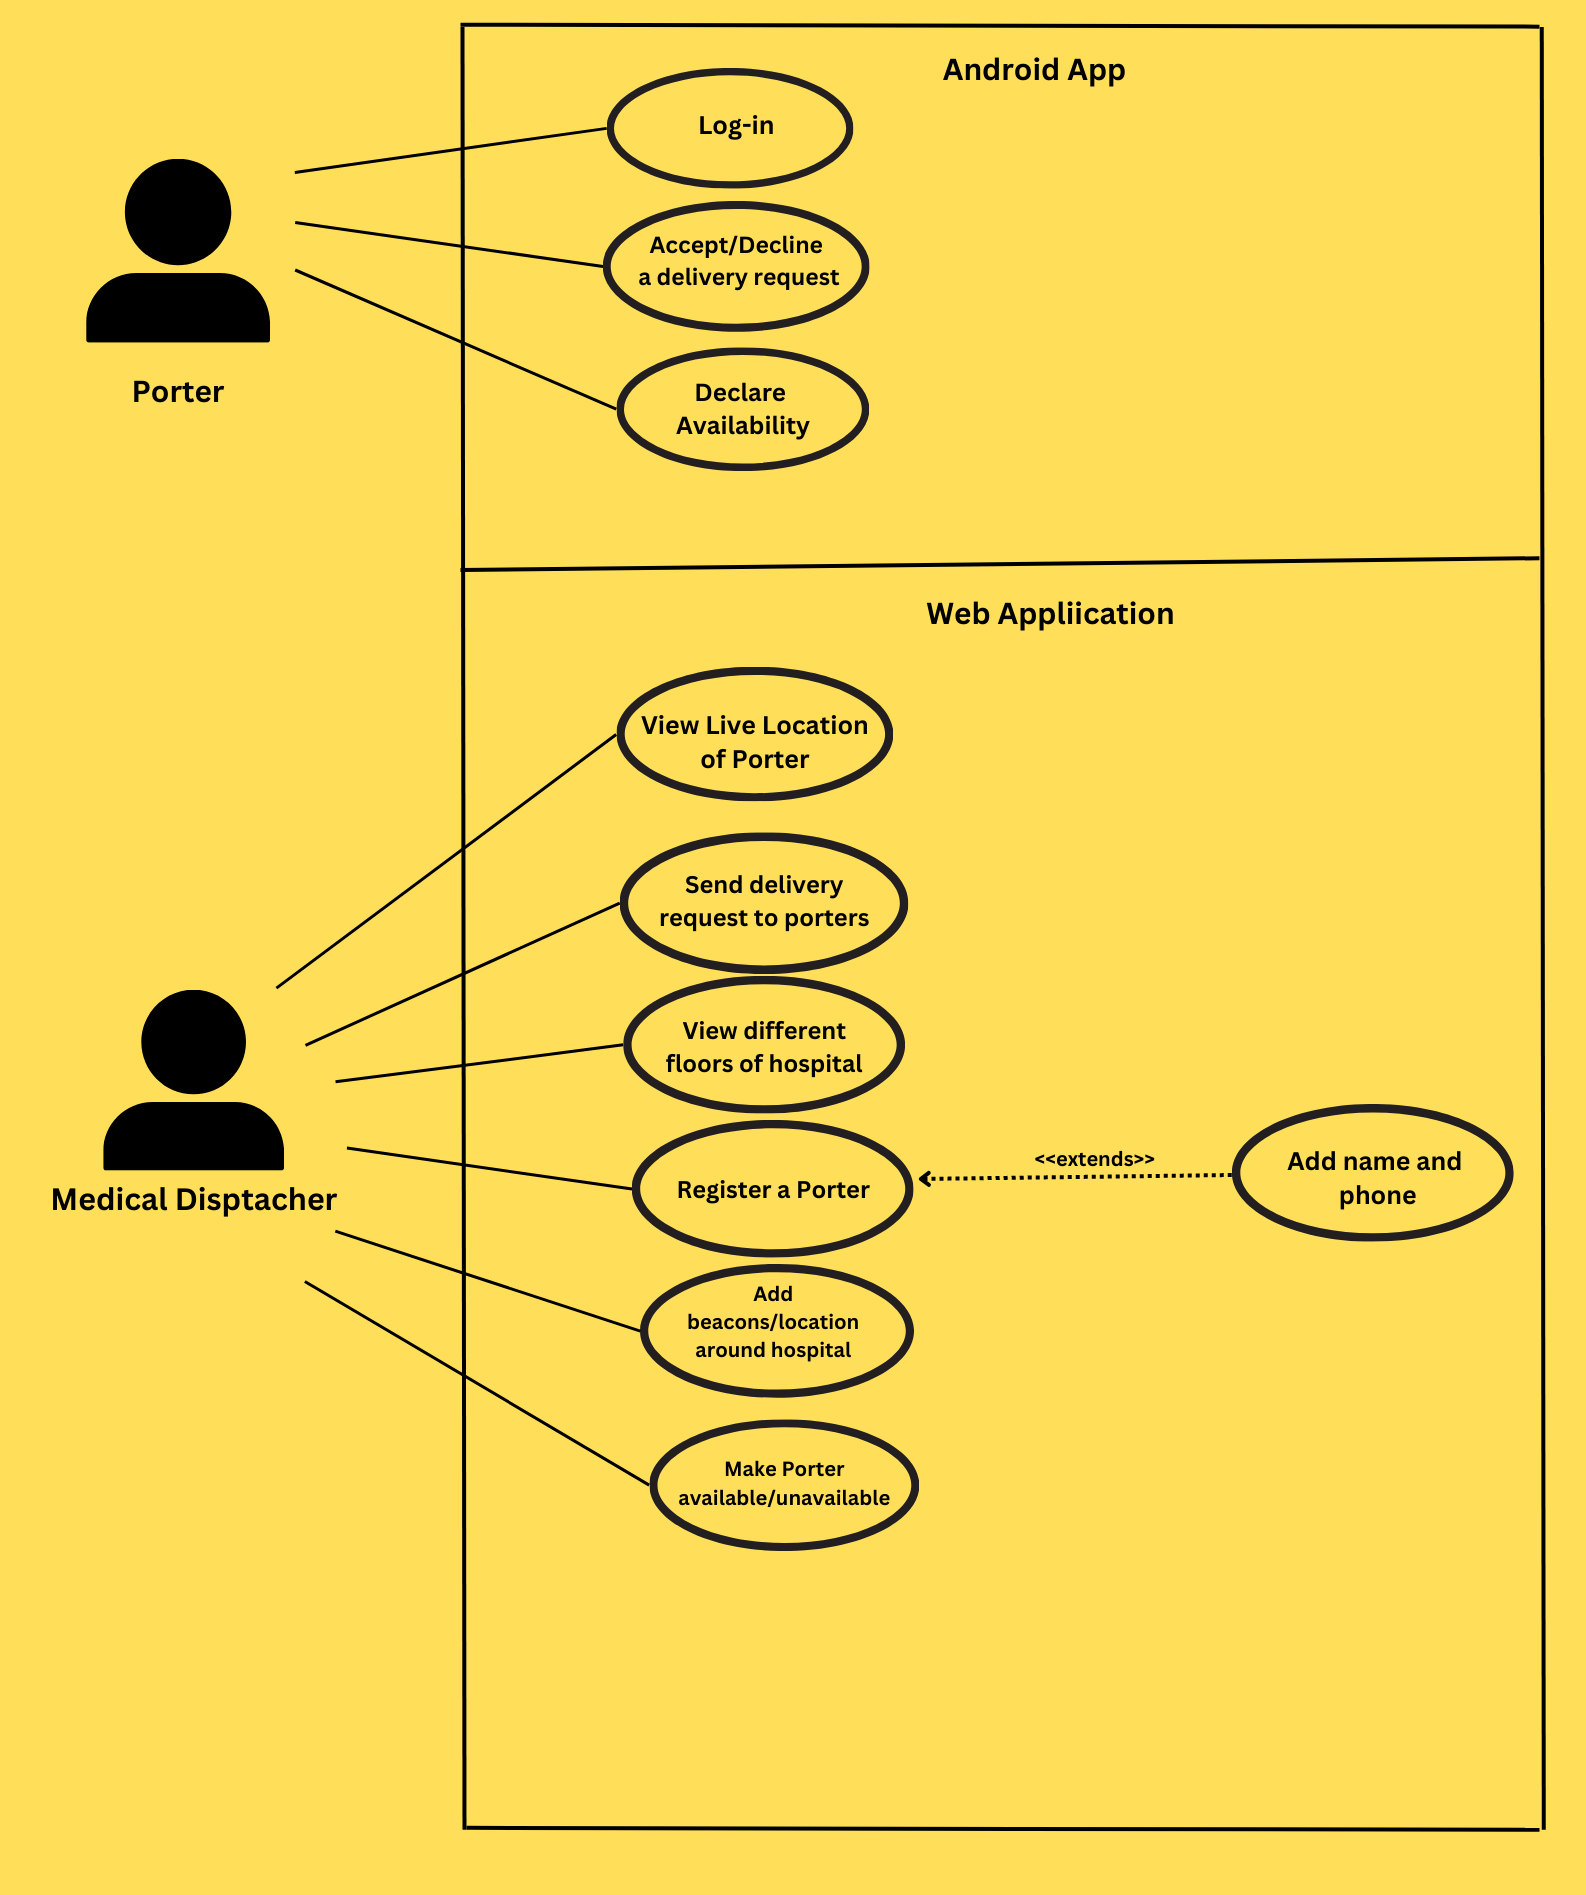 Android App
Log-in
Accept/Decline
a delivery request
Declare
Availability
Porter
Web Appliication
View Live Location
of Porter
Send delivery
request to porters
View different
floors of hospital
Medical Disptacher
Register a Porter
<<extends>>
Add name and
phone
Add
beacons/location
around hospital
Make Porter
available/unavailable